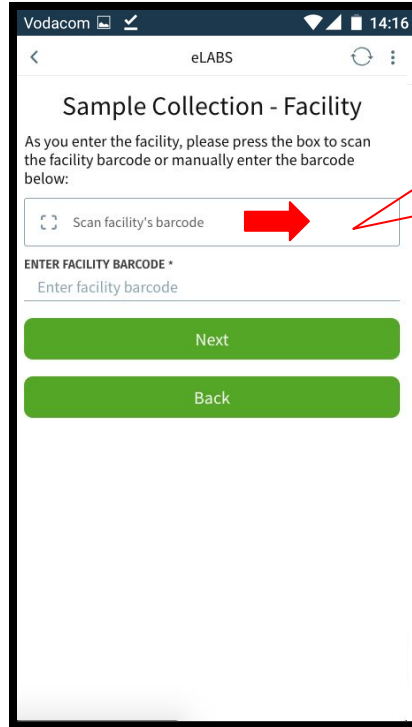 Vodacom 14:16
eLABS
Sample Collection - Facility
As you enter the facility, please press the box to scan
the facility barcode or manually enter the barcode
below:
Scan facility's barcode
ENTER FACILITY BARCODE *
Enter facility barcode
Next
Back